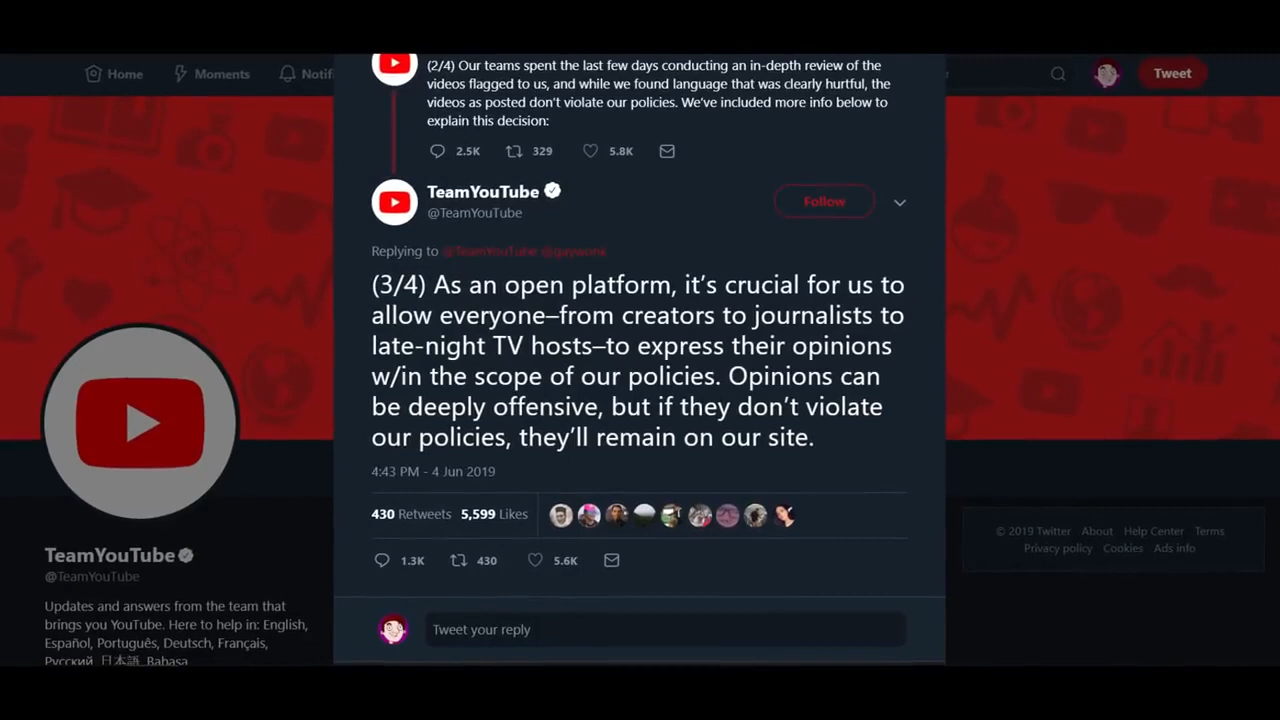 Home
Moments
Notif
Tweet
(2/4) Our teams spent the last few days conducting an in-depth review of the
videos flagged to us, and while we found language that was clearly hurtful, the
videos as posted don't violate our policies. We've included more info below to
explain this decision:
2.5K 329 5.8K
TeamYouTube
@TeamYouTube
Follow
Replying to @TeamYouTube @gaywonk
(3/4) As an open platform, it's crucial for us to
allow everyone–from creators to journalists to
late-night TV hosts–to express their opinions
w/in the scope of our policies. Opinions can
be deeply offensive, but if they don't violate
our policies, they'll remain on our site.
4:43 PM - 4 Jun 2019
430 Retweets 5,599 Likes
1.3K 430 5.6K
Tweet your reply
TeamYouTube
@TeamYouTube
Updates and answers from the team that
brings you YouTube. Here to help in: English,
Español, Português, Deutsch, Français,
Русский, 日本語, Bahasa
© 2019 Twitter About Help Center Terms
Privacy policy Cookies Ads info